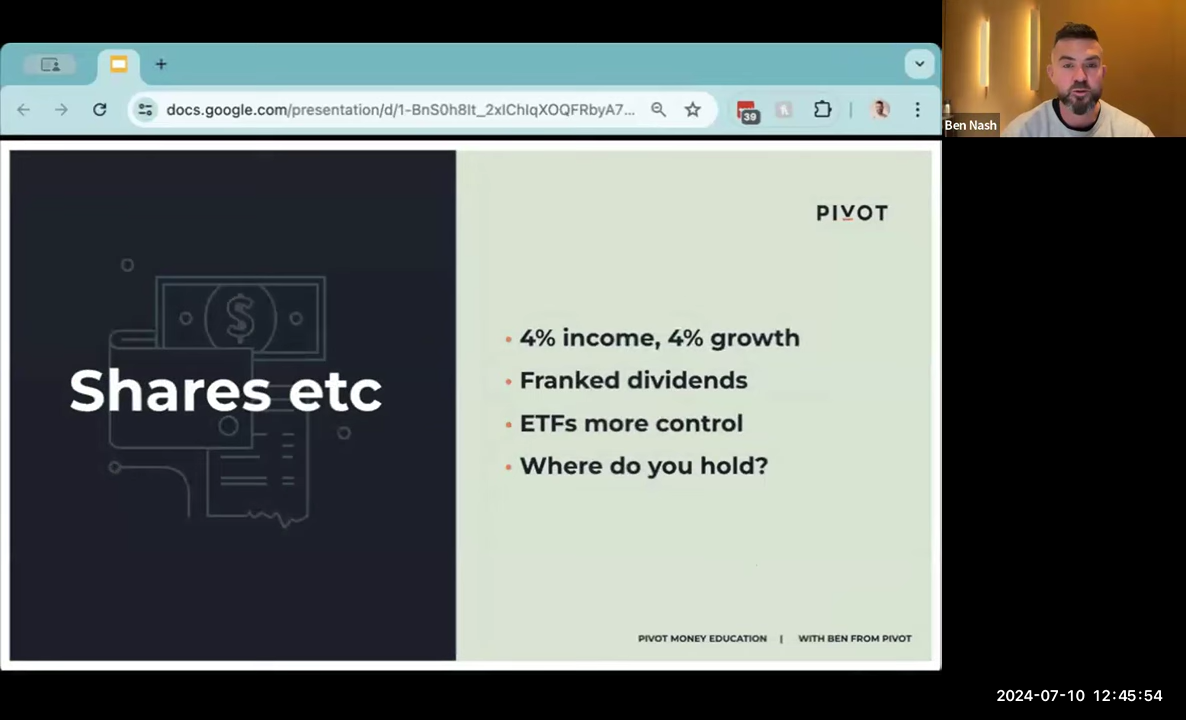 docs.google.com/presentation/d/1-BnS0h8lt_2xIChlqXOQFRbyA7...
39
Ben Nash
PIVOT
Shares etc
• 4% income, 4% growth
• Franked dividends
• ETFs more control
• Where do you hold?
PIVOT MONEY EDUCATION | WITH BEN FROM PIVOT
2024-07-10 12:45:54